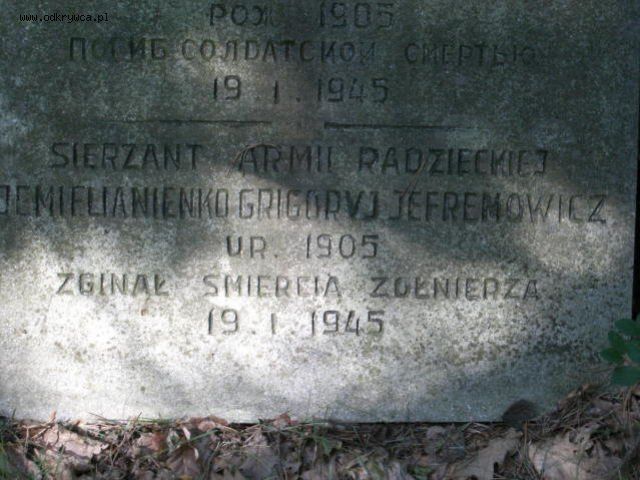 www.odkrywca.pl
РОЖ 1905
ПОГИБ СОЛДАТСКОЙ СМЕРТЬЮ
19 . I . 1945
SIERZANT ARMII RADZIECKIEJ
JEMIELIANIENKO GRIGORYJ JEFREMOWICZ
UR. 1905
ZGINAŁ ŚMIERCIĄ ŻOŁNIERZA
19 . I . 1945